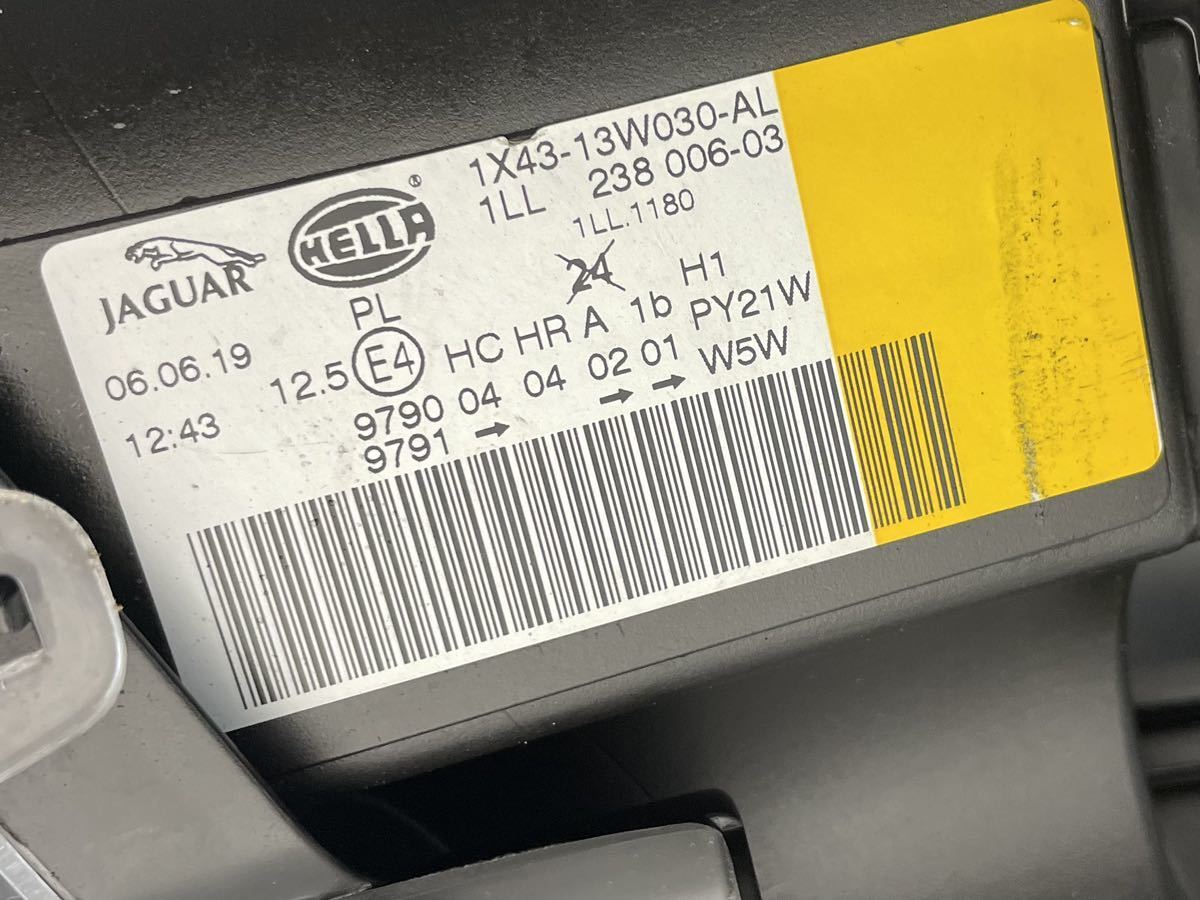 JAGUAR
HELLA®
1X43-13W030-AL
1LL 238 006-03
1LL.1180
24
PL
06.06.19
12:43
12.5 E4 HC HR A 1b H1
9790 04 04 02 01 PY21W
9791 → → → W5W